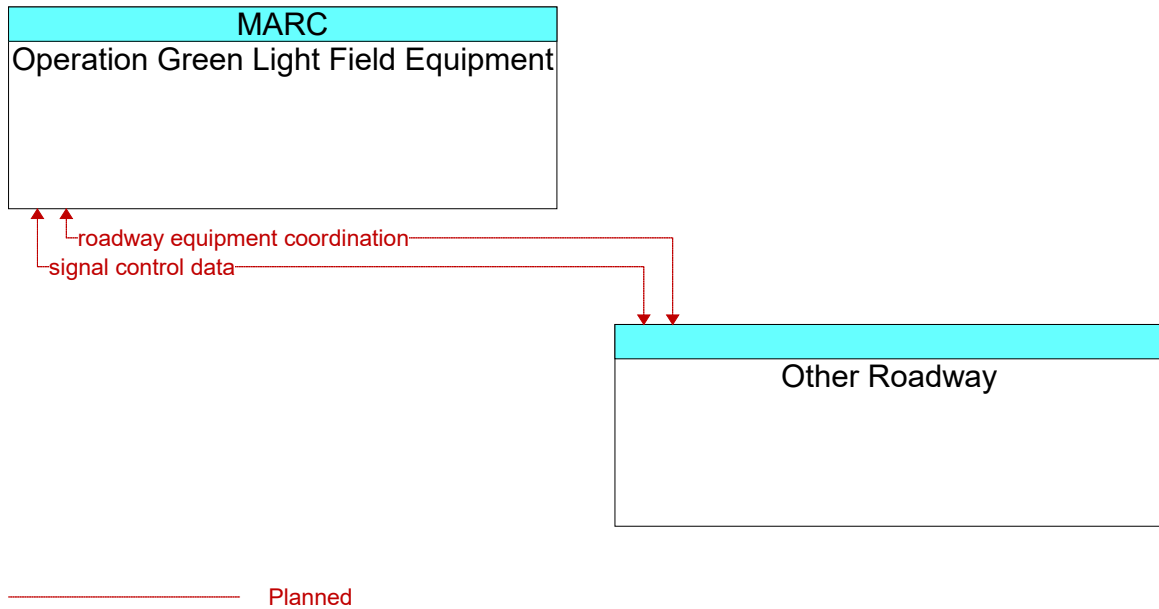 MARC
Operation Green Light Field Equipment
roadway equipment coordination
signal control data
Other Roadway
Planned